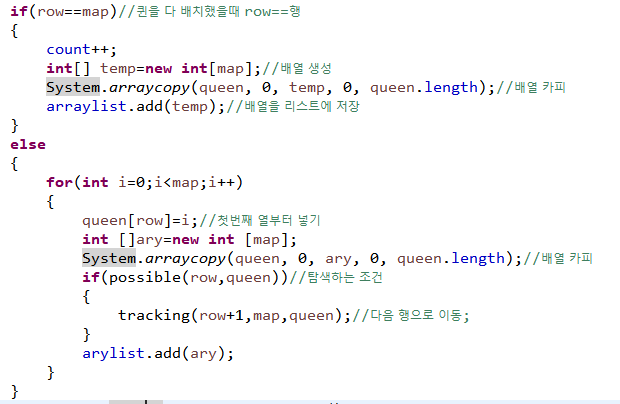 if(row==map)//퀸을 다 배치했을때 row==행
{
count++;
int[] temp=new int[map];//배열 생성
System.arraycopy(queen, 0, temp, 0, queen.length);//배열 카피
arraylist.add(temp);//배열을 리스트에 저장
}
else
{
for(int i=0;i<map;i++)
{
queen[row]=i;//첫번째 열부터 넣기
int []ary=new int [map];
System.arraycopy(queen, 0, ary, 0, queen.length);//배열 카피
if(possible(row,queen))//탐색하는 조건
{
tracking(row+1,map,queen);//다음 행으로 이동;
}
arylist.add(ary);
}
}